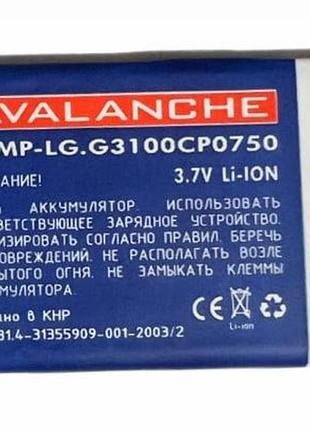 VALANCHE
MP-LG.G3100CP0750
АНИЕ! 3.7V Li-ION
АККУМУЛЯТОР. ИСПОЛЬЗОВАТЬ
ВЕТСТВУЮЩЕЕ ЗАРЯДНОЕ УСТРОЙСТВО
ИЗИРОВАТЬ СОГЛАСНО ПРАВИЛ. БЕРЕЧЬ
ВРЕЖДЕНИЙ. НЕ РАСПОЛАГАТЬ ВОЗЛЕ
ЫТОГО ОГНЯ. НЕ ЗАМЫКАТЬ КЛЕММЫ
МУЛЯТОРА.
но в КНР
CE
Li-ion
31.4-31355909-001-2003/2